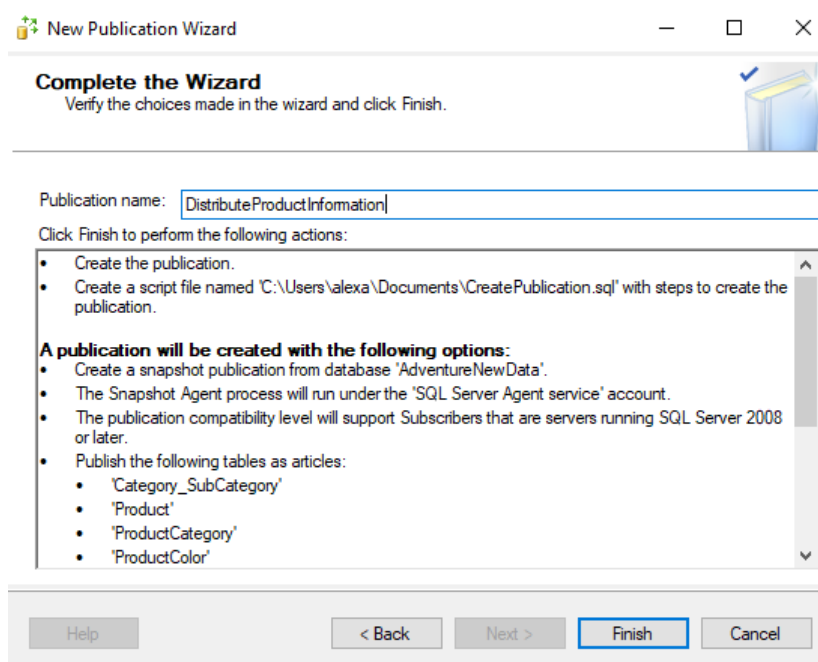 New Publication Wizard
Complete the Wizard
Verify the choices made in the wizard and click Finish.
Publication name: DistributeProductInformation
Click Finish to perform the following actions:
• Create the publication.
• Create a script file named 'C:\Users\alexa\Documents\CreatePublication.sql' with steps to create the
publication.
A publication will be created with the following options:
• Create a snapshot publication from database 'AdventureNewData'.
• The Snapshot Agent process will run under the 'SQL Server Agent service' account.
• The publication compatibility level will support Subscribers that are servers running SQL Server 2008
or later.
• Publish the following tables as articles:
• 'Category_SubCategory'
• 'Product'
• 'ProductCategory'
• 'ProductColor'
Help < Back Next > Finish Cancel